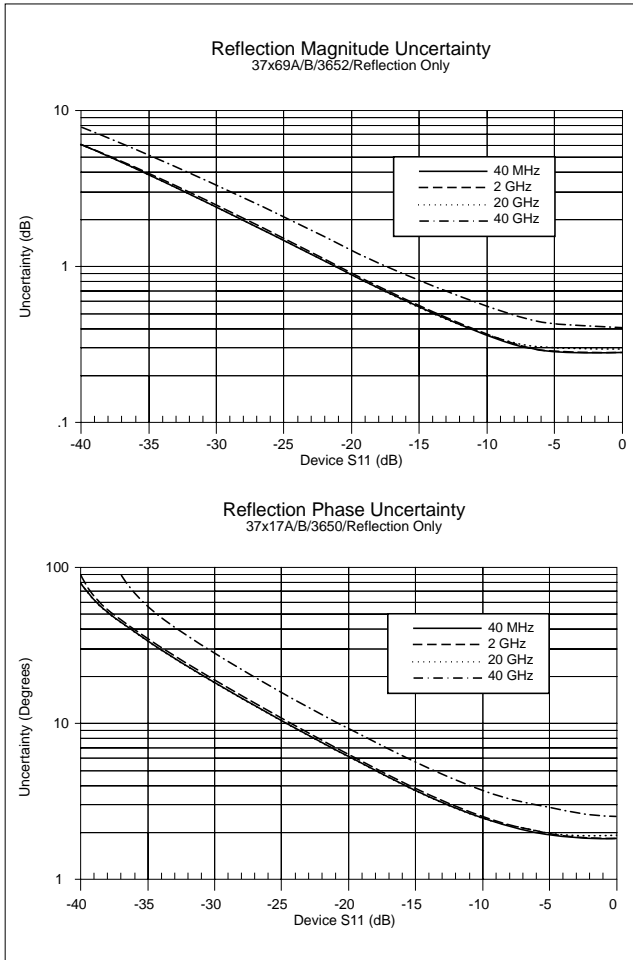 Reflection Magnitude Uncertainty
37x69A/B/3652/Reflection Only
10
1
.1
Uncertainty (dB)
40 MHz
2 GHz
20 GHz
40 GHz
-40 -35 -30 -25 -20 -15 -10 -5 0
Device S11 (dB)
Reflection Phase Uncertainty
37x17A/B/3650/Reflection Only
100
10
1
Uncertainty (Degrees)
40 MHz
2 GHz
20 GHz
40 GHz
-40 -35 -30 -25 -20 -15 -10 -5 0
Device S11 (dB)